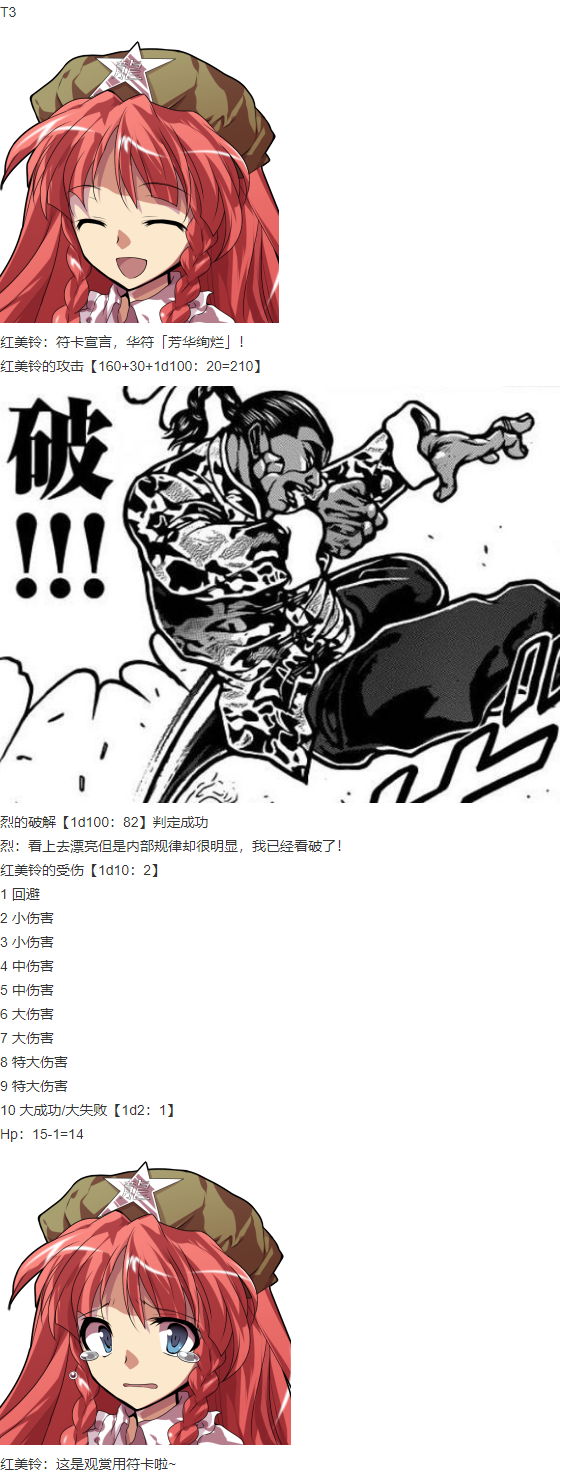 T3
红美铃：符卡宣言，华符「芳华绚烂」！
红美铃的攻击【160+30+1d100：20=210】
破
!!!
烈的破解【1d100：82】判定成功
烈：看上去漂亮但是内部规律却很明显，我已经看破了！
红美铃的受伤【1d10：2】
1 回避
2 小伤害
3 小伤害
4 中伤害
5 中伤害
6 大伤害
7 大伤害
8 特大伤害
9 特大伤害
10 大成功/大失败【1d2：1】
Hp：15-1=14
红美铃：这是观赏用符卡啦~